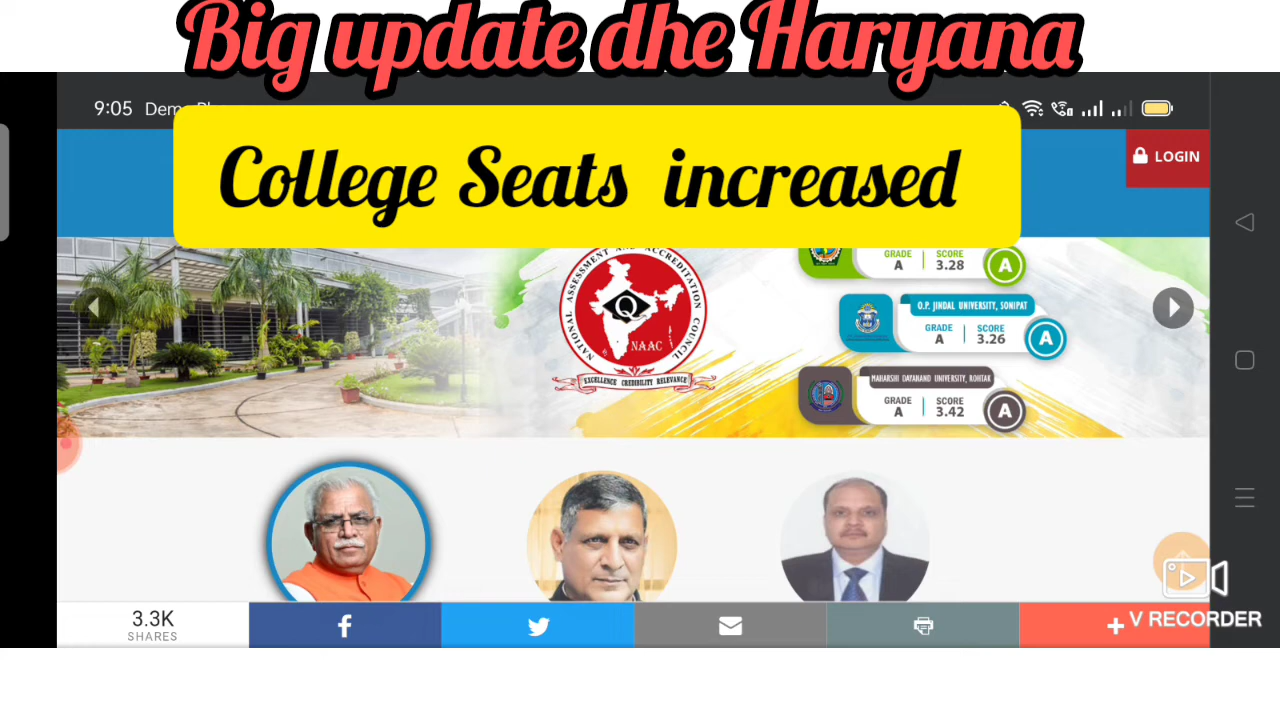 Big update dhe Haryana
9:05
College Seats increased
LOGIN
NATIONAL ASSESSMENT AND ACCREDITATION COUNCIL
Q
NAAC
EXCELLENCE CREDIBILITY RELEVANCE
GRADE
A
SCORE
3.28
A
O.P. JINDAL UNIVERSITY, SONIPAT
GRADE
A
SCORE
3.26
A
MAHARSHI DAYANAND UNIVERSITY, ROHTAK
GRADE
A
SCORE
3.42
A
3.3K
SHARES
V RECORDER